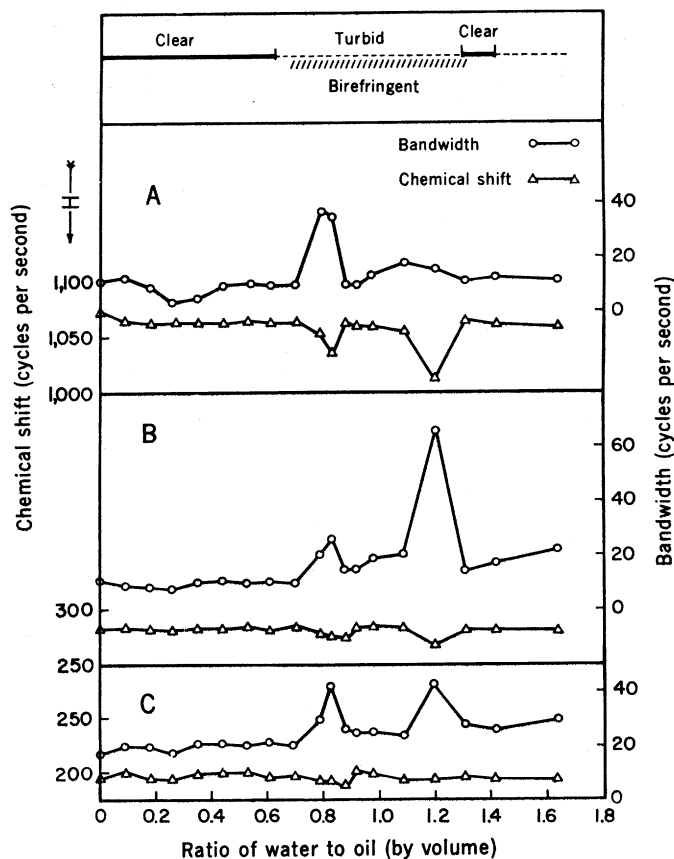 Clear
Turbid
Clear
Birefringent
Bandwidth
Chemical shift
H
A
B
C
Chemical shift (cycles per second)
1,100
1,050
1,000
300
250
250
200
Bandwidth (cycles per second)
40
20
0
60
40
20
0
40
20
0
0 0.2 0.4 0.6 0.8 1.0 1.2 1.4 1.6 1.8
Ratio of water to oil (by volume)